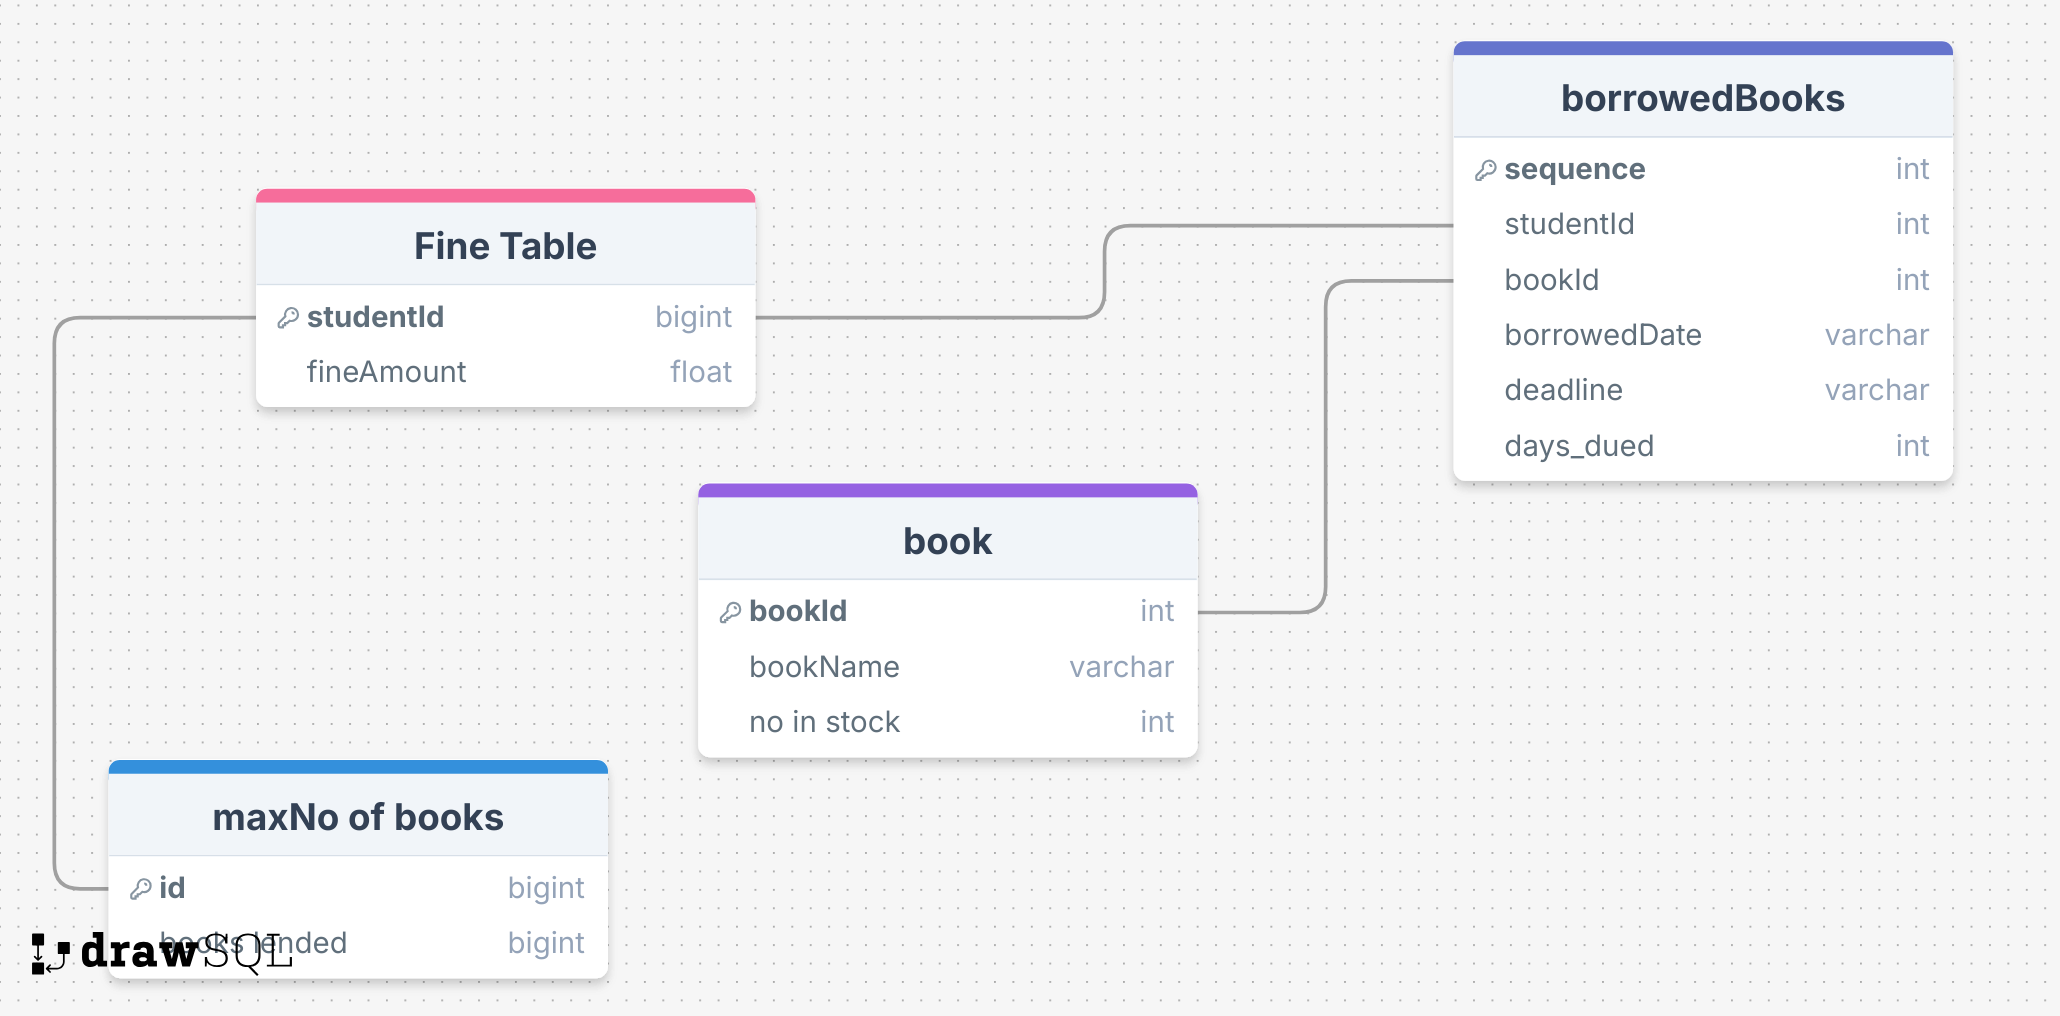 borrowedBooks
sequence int
studentId int
bookId int
borrowedDate varchar
deadline varchar
days_dued int
Fine Table
studentId bigint
fineAmount float
book
bookId int
bookName varchar
no in stock int
maxNo of books
id bigint
books lended bigint
drawSQL